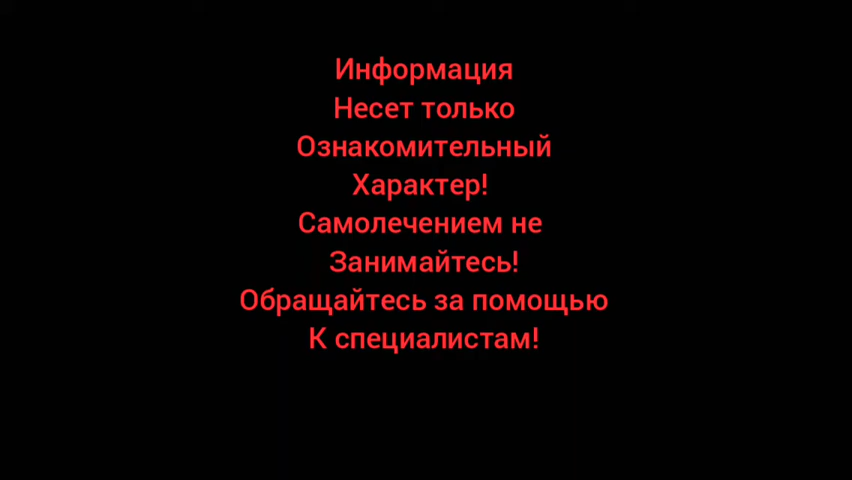 Информация
Несет только
Ознакомительный
Характер!
Самолечением не
Занимайтесь!
Обращайтесь за помощью
К специалистам!